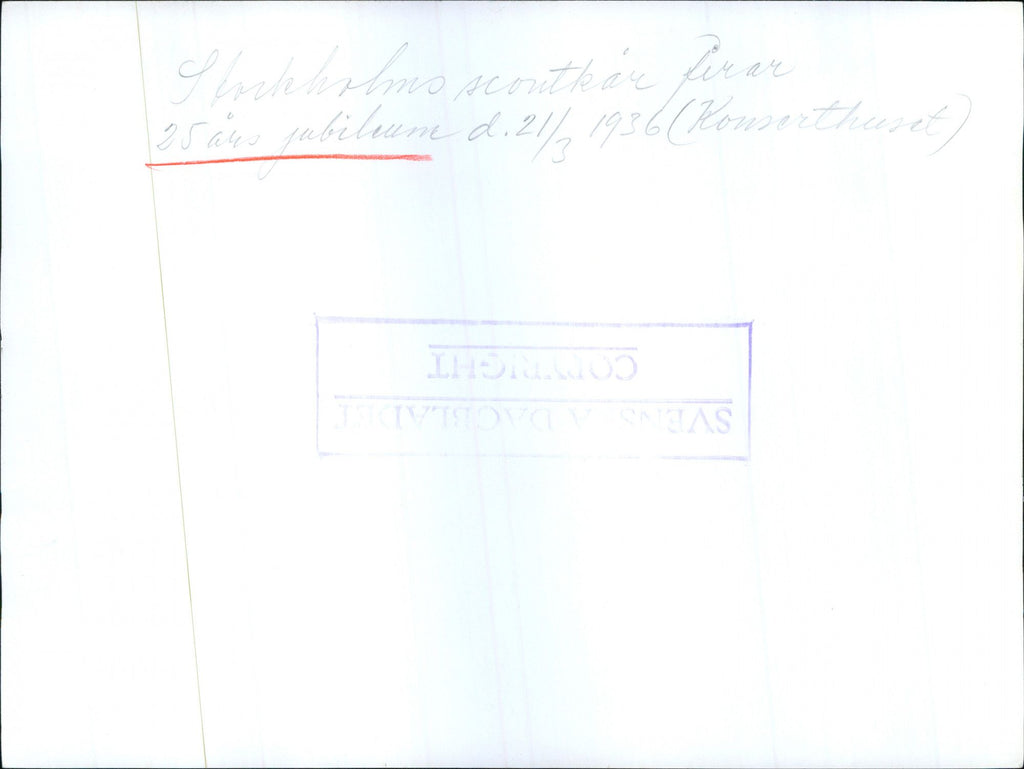 Stockholms scoutkår firar
25 års jubileum d. 21/3 1936 (Konserthuset)
SVENSKA DAGBLADET
COPYRIGHT